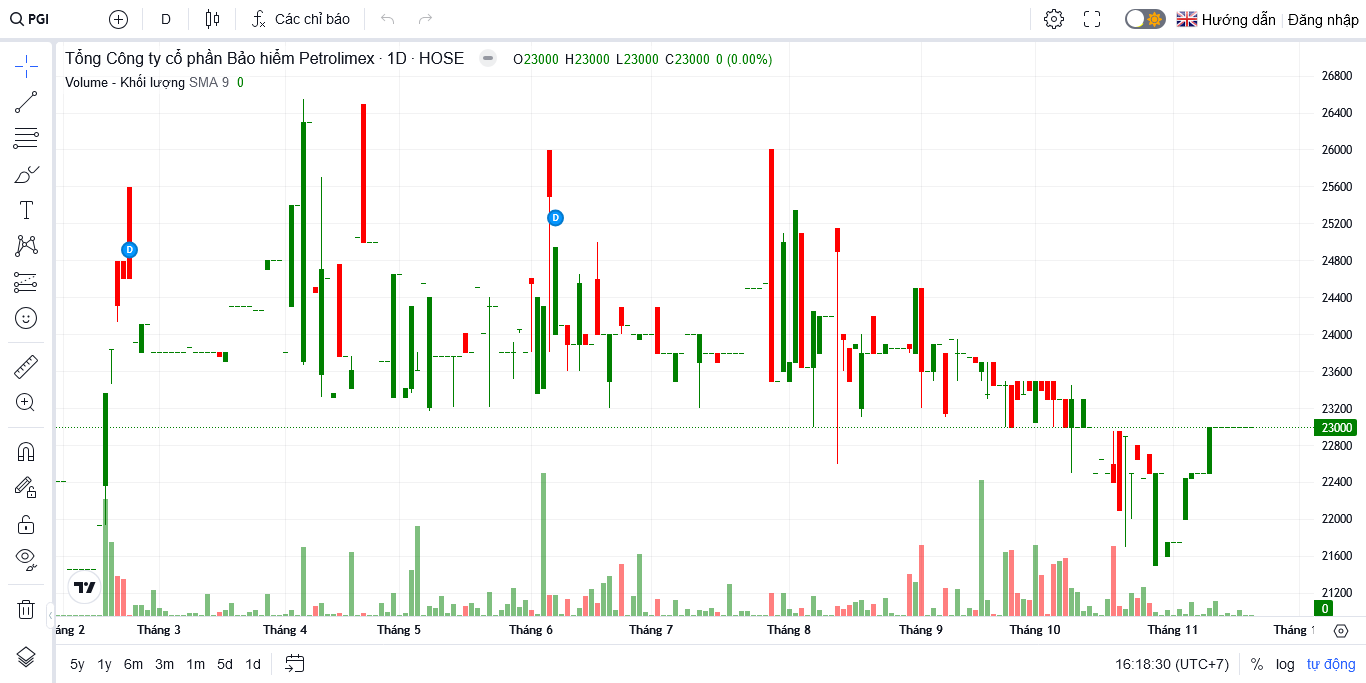 PGI D Các chỉ báo Hướng dẫn Đăng nhập
Tổng Công ty cổ phần Bảo hiểm Petrolimex · 1D · HOSE O23000 H23000 L23000 C23000 0 (0.00%)
Volume - Khối lượng SMA 9 0
26800
26400
26000
25600
25200
D
D
24800
24400
24000
23600
23200
23000
22800
22400
22000
21600
21200
0
áng 2 Tháng 3 Tháng 4 Tháng 5 Tháng 6 Tháng 7 Tháng 8 Tháng 9 Tháng 10 Tháng 11 Tháng 1
5y 1y 6m 3m 1m 5d 1d 16:18:30 (UTC+7) % log tự động